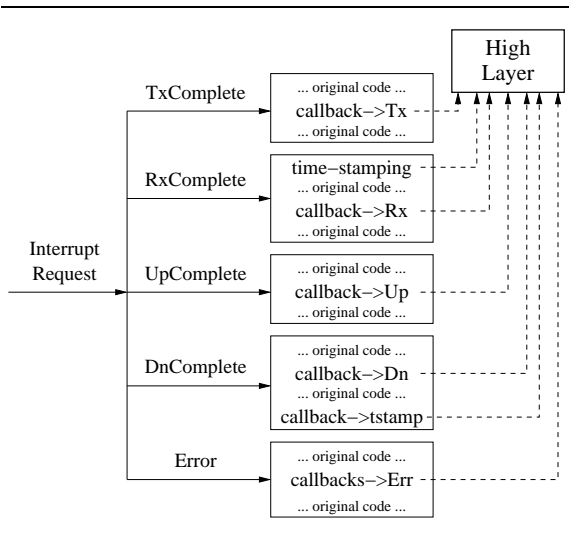 High
Layer
TxComplete
... original code ...
callback−>Tx
... original code ...
RxComplete
time−stamping
... original code ...
callback−>Rx
... original code ...
Interrupt
Request
UpComplete
... original code ...
callback−>Up
... original code ...
DnComplete
... original code ...
callback−>Dn
... original code ...
callback−>tstamp
Error
... original code ...
callbacks−>Err
... original code ...